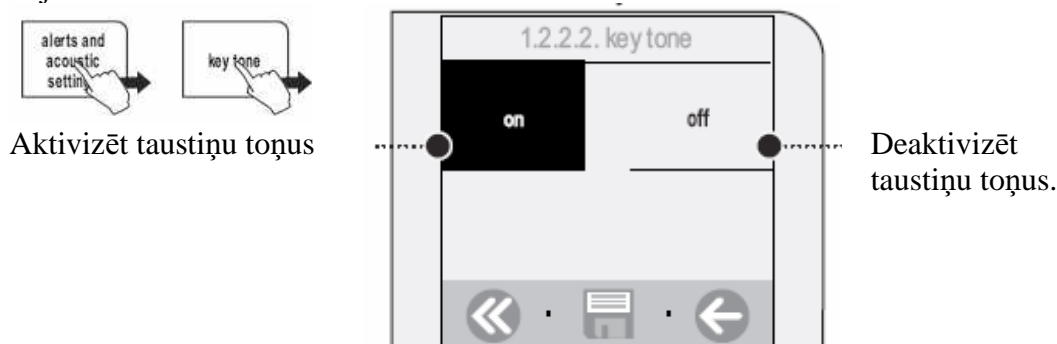 alerts and
acoustic
settin
key tone
Aktivizēt taustiņu toņus
1.2.2.2. key tone
on
off
Deaktivizēt
taustiņu toņus.